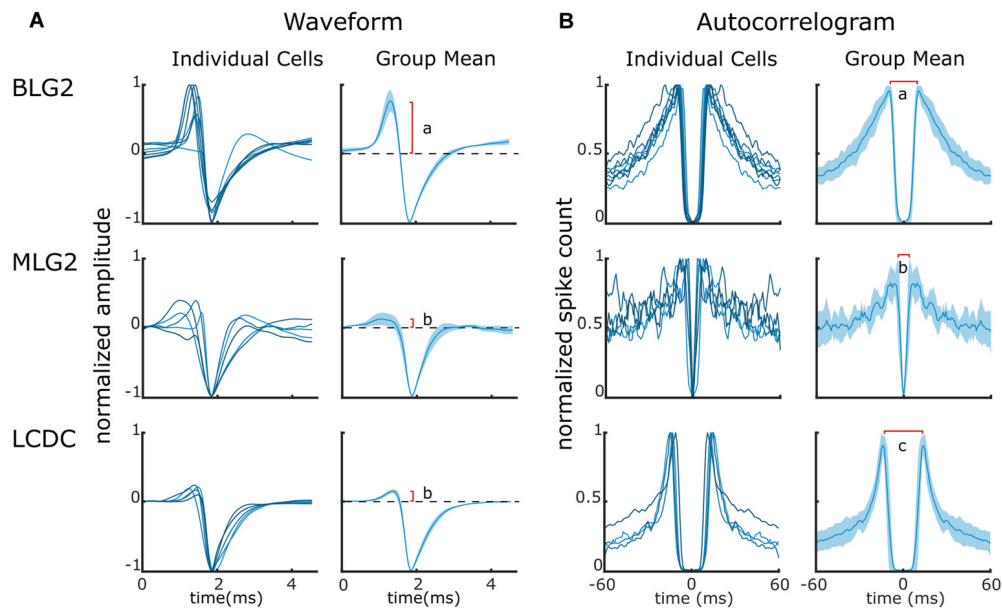 A Waveform
B Autocorrelogram
Individual Cells Group Mean
Individual Cells Group Mean
BLG2
MLG2
LCDC
normalized amplitude
1
0
-1
a
1
0
-1
b
1
0
-1
b
0 2 4
time(ms)
0 2 4
time(ms)
normalized spike count
1
0.5
0
a
1
0.5
0
b
1
0.5
c
-60 0 60
time (ms)
-60 0 60
time (ms)